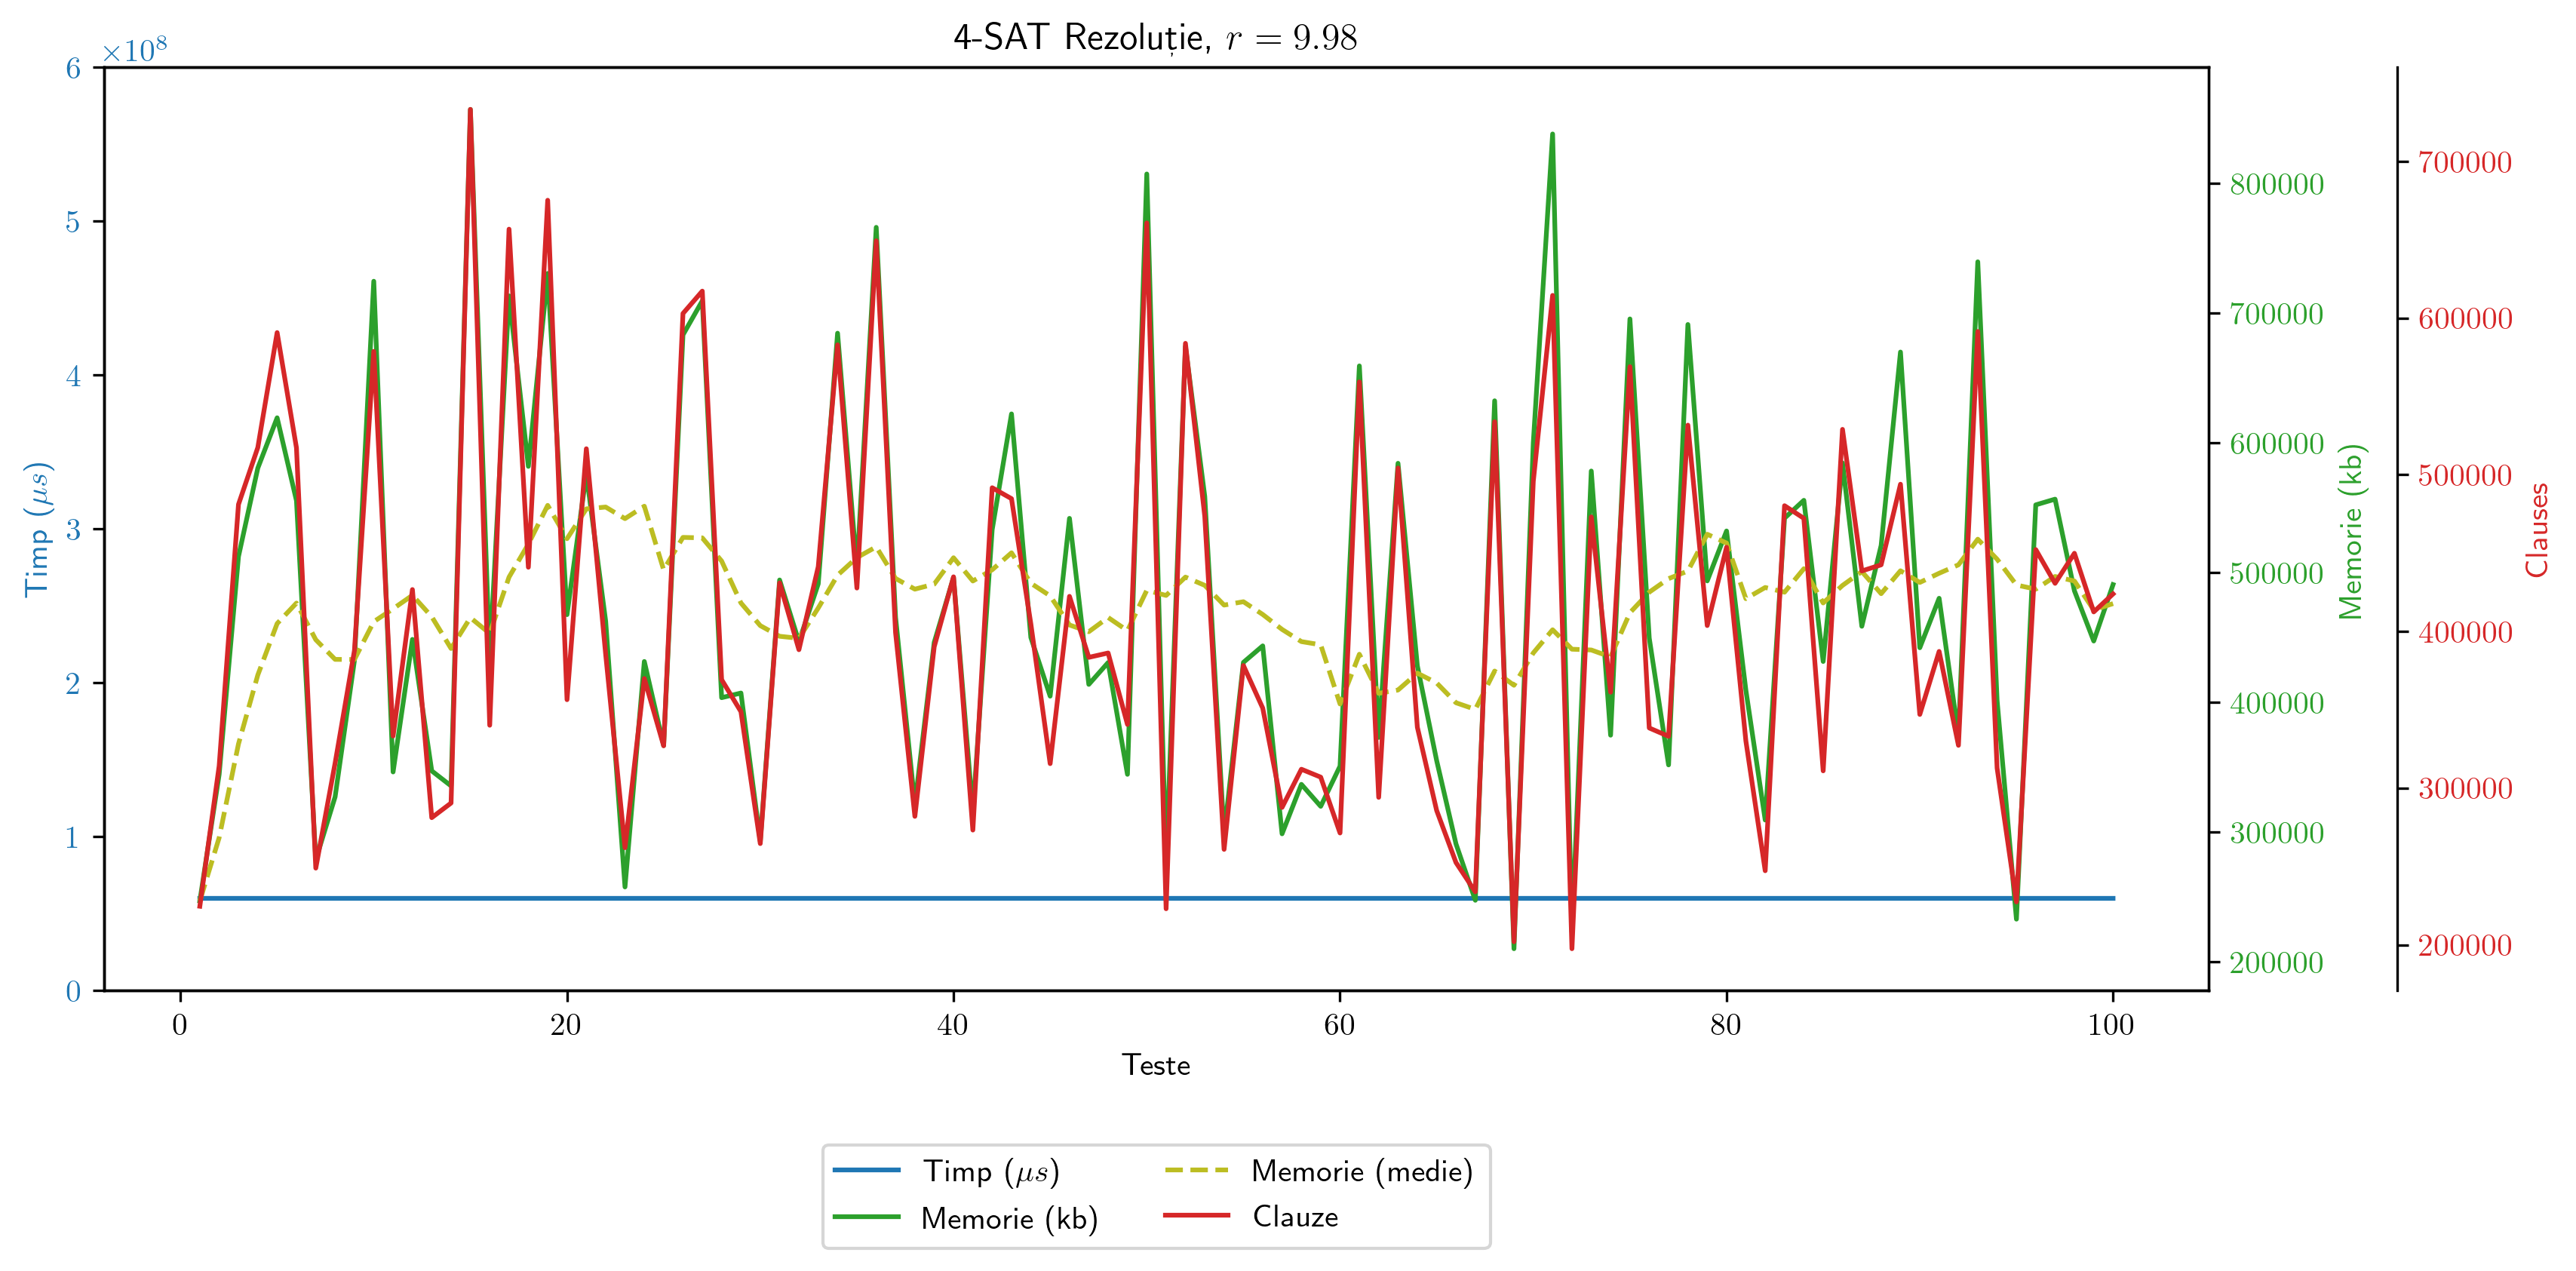 4-SAT Rezoluție, r = 9.98
×10⁸
6
5
4
3
2
1
0
Timp (μs)
0 20 40 60 80 100
Teste
800000
700000
600000
500000
400000
300000
200000
Memorie (kb)
700000
600000
500000
400000
300000
200000
Clauses
Timp (μs) Memorie (medie)
Memorie (kb) Clauze